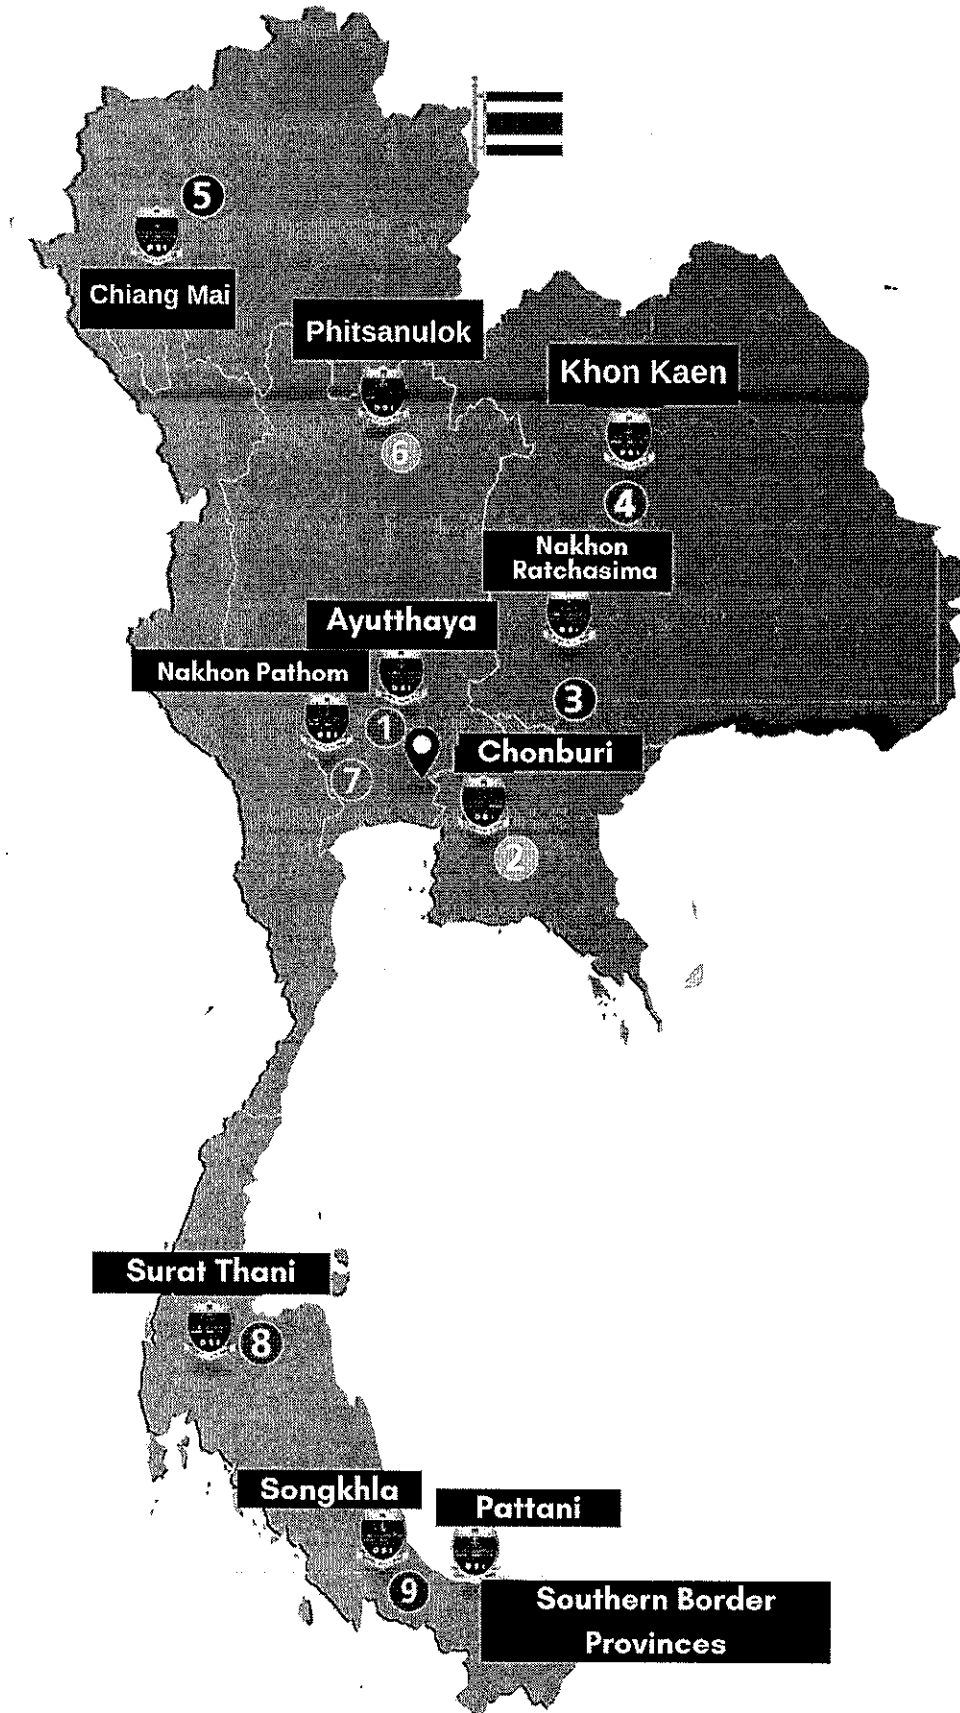 5
Chiang Mai
Phitsanulok
Khon Kaen
DSI
6
4
Nakhon
Ratchasima
Ayutthaya
Nakhon Pathom
3
1
Chonburi
7
2
Surat Thani
8
Songkhla
Pattani
9
Southern Border
Provinces